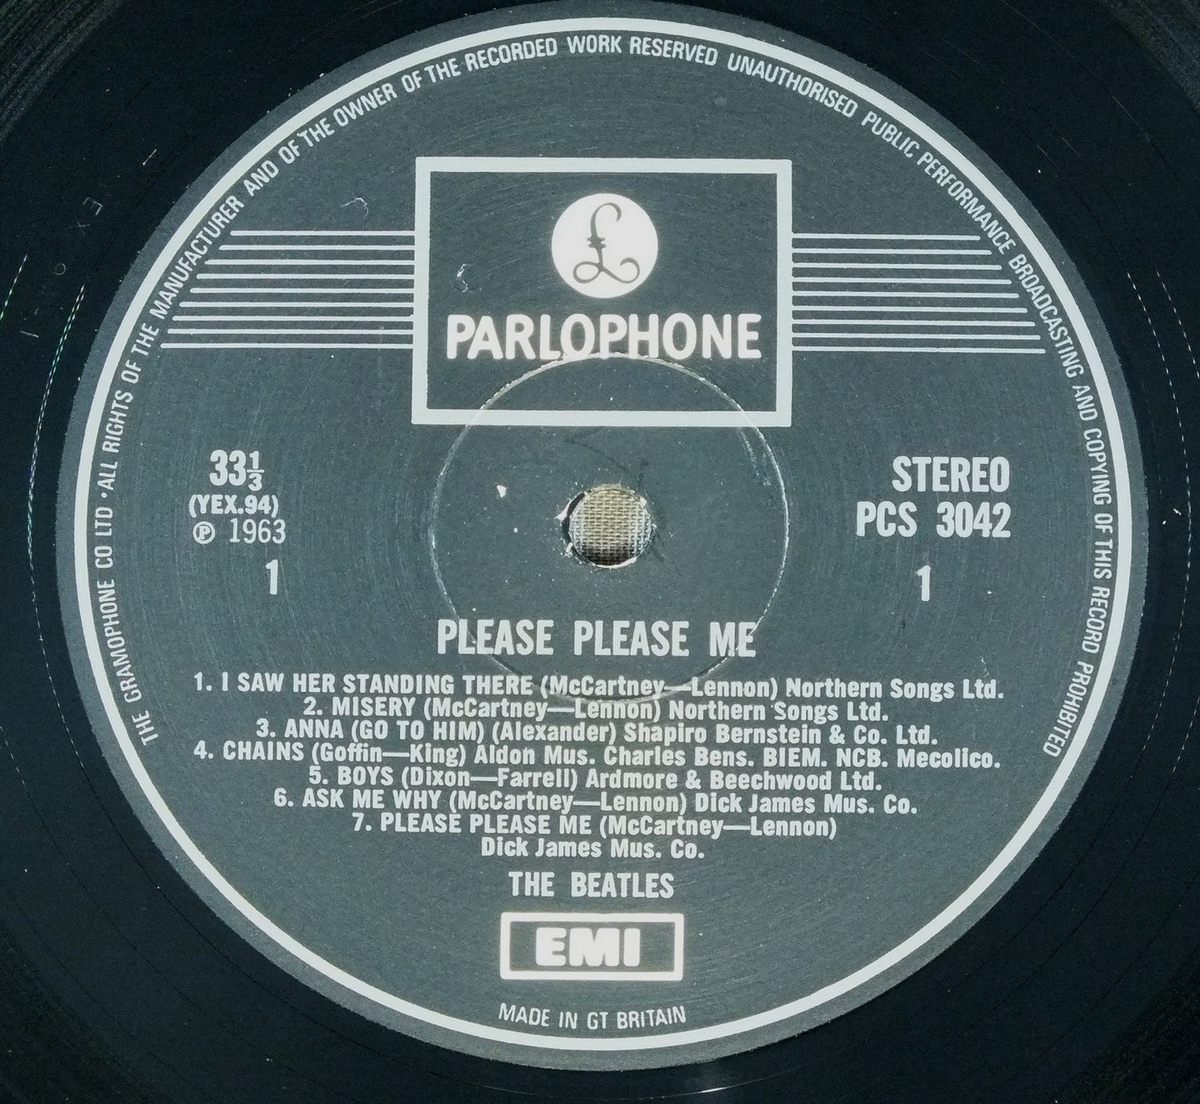 THE GRAMOPHONE CO LTD · ALL RIGHTS OF THE MANUFACTURER AND OF THE OWNER OF THE RECORDED WORK RESERVED UNAUTHORISED PUBLIC PERFORMANCE BROADCASTING AND COPYING OF THIS RECORD PROHIBITED
£
PARLOPHONE
33⅓
(YEX.94)
℗ 1963
1
STEREO
PCS 3042
1
PLEASE PLEASE ME
1. I SAW HER STANDING THERE (McCartney—Lennon) Northern Songs Ltd.
2. MISERY (McCartney—Lennon) Northern Songs Ltd.
3. ANNA (GO TO HIM) (Alexander) Shapiro Bernstein & Co. Ltd.
4. CHAINS (Goffin—King) Aldon Mus. Charles Bens. BIEM. NCB. Mecolico.
5. BOYS (Dixon—Farrell) Ardmore & Beechwood Ltd.
6. ASK ME WHY (McCartney—Lennon) Dick James Mus. Co.
7. PLEASE PLEASE ME (McCartney—Lennon)
Dick James Mus. Co.
THE BEATLES
EMI
MADE IN GT BRITAIN